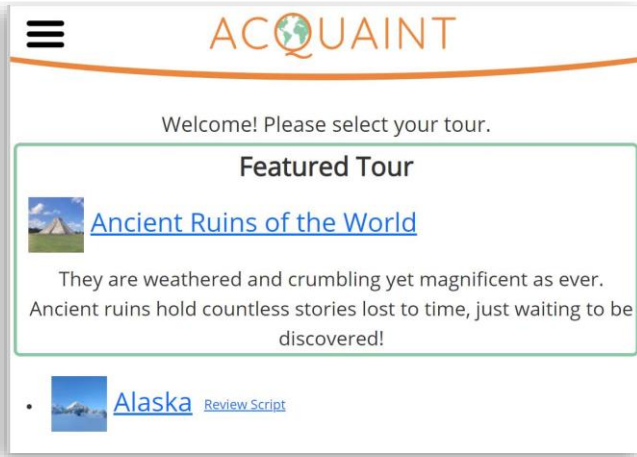 ACQUAINT
Welcome! Please select your tour.
Featured Tour
Ancient Ruins of the World
They are weathered and crumbling yet magnificent as ever.
Ancient ruins hold countless stories lost to time, just waiting to be
discovered!
• Alaska Review Script